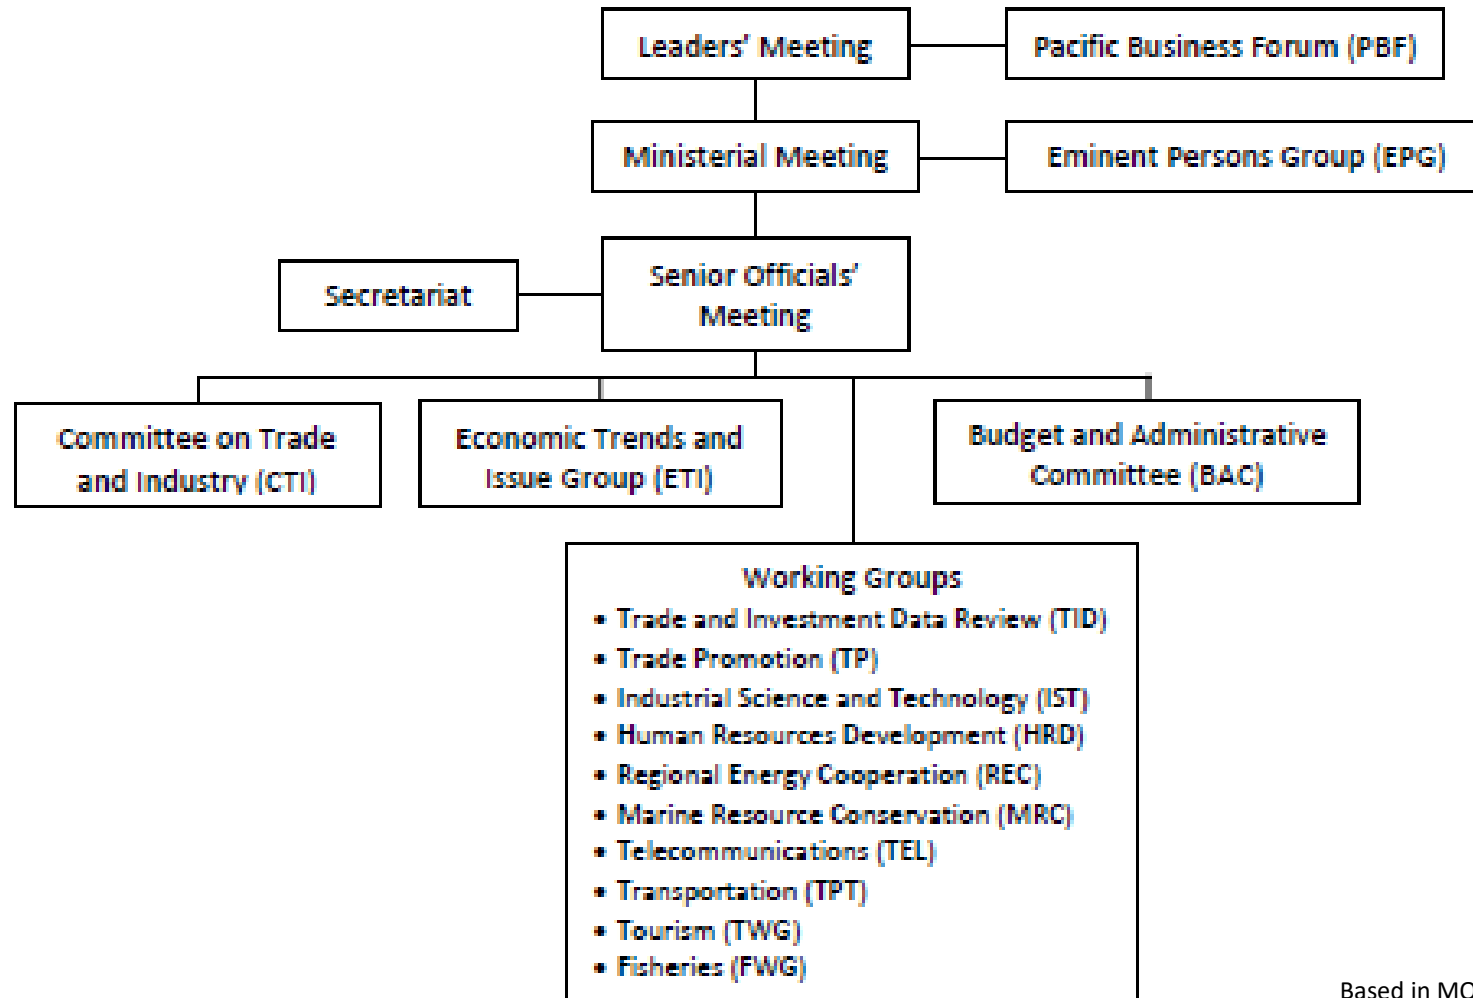 Leaders' Meeting
Pacific Business Forum (PBF)
Ministerial Meeting
Eminent Persons Group (EPG)
Secretariat
Senior Officials'
Meeting
Committee on Trade
and Industry (CTI)
Economic Trends and
Issue Group (ETI)
Budget and Administrative
Committee (BAC)
Working Groups
• Trade and Investment Data Review (TID)
• Trade Promotion (TP)
• Industrial Science and Technology (IST)
• Human Resources Development (HRD)
• Regional Energy Cooperation (REC)
• Marine Resource Conservation (MRC)
• Telecommunications (TEL)
• Transportation (TPT)
• Tourism (TWG)
• Fisheries (FWG)
Based in